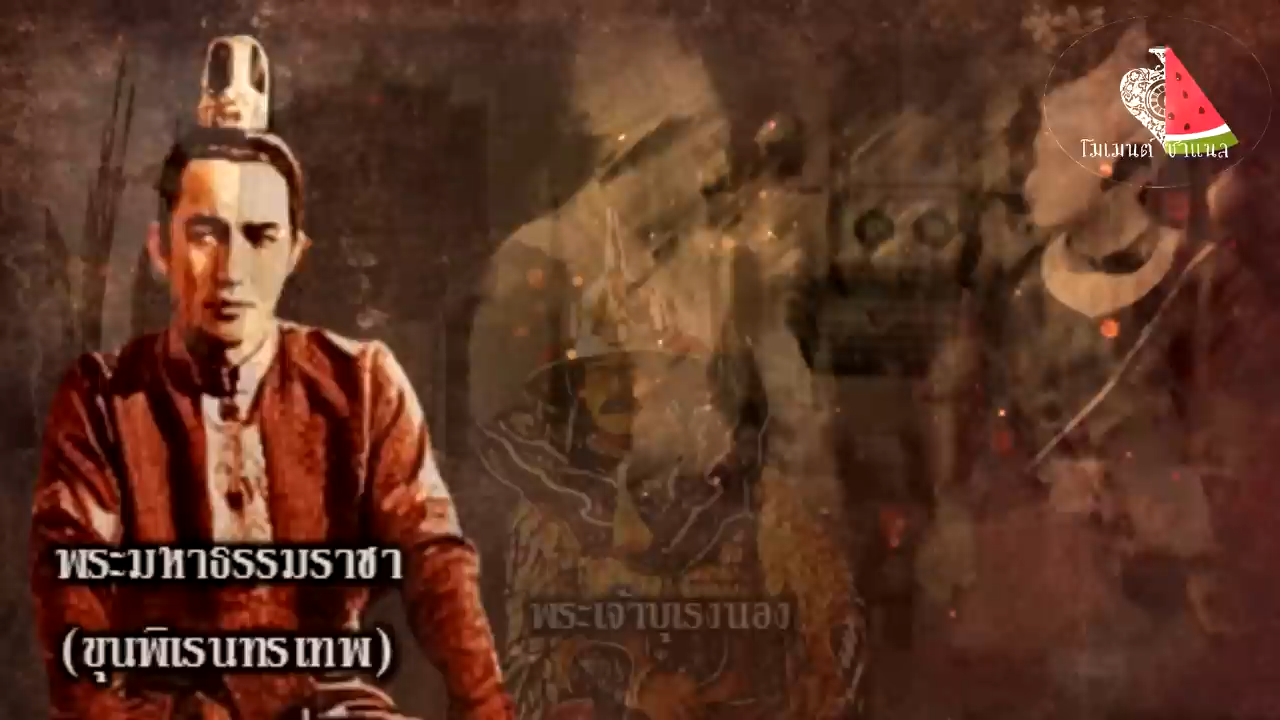 โมเมนต์ ชาแนล
พระมหาธรรมราชา
(ขุนพิเรนทรเทพ)
พระเจ้าบุเรงนอง